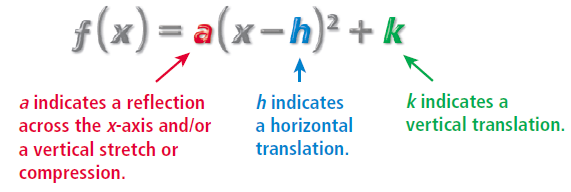 f(x) = a(x − h)² + k
a indicates a reflection
across the x-axis and/or
a vertical stretch or
compression.
h indicates
a horizontal
translation.
k indicates a
vertical translation.